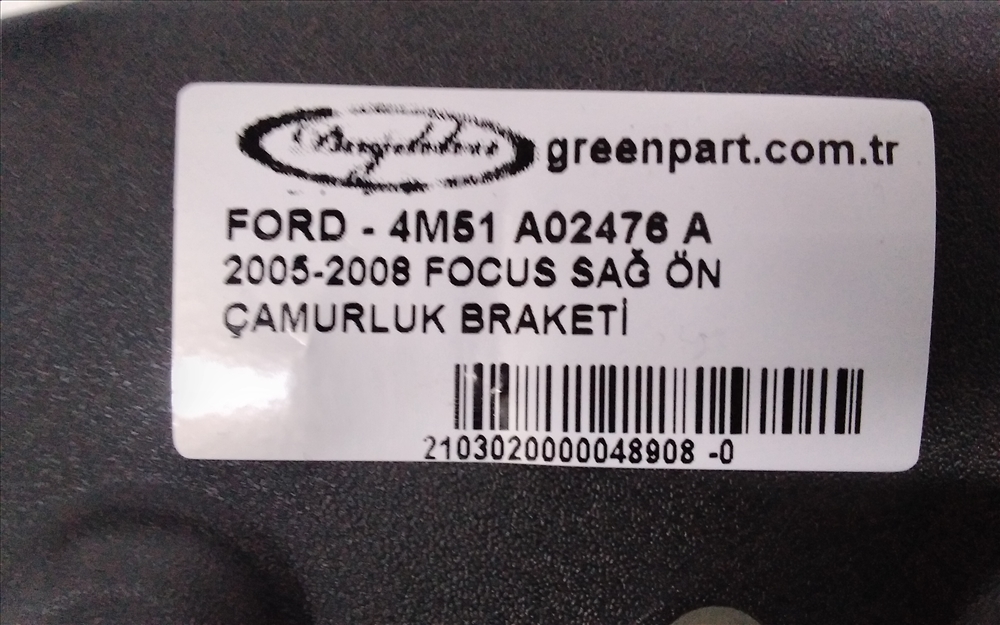 greenpart.com.tr
FORD - 4M51 A02476 A
2005-2008 FOCUS SAĞ ÖN
ÇAMURLUK BRAKETİ
2103020000048908 -0